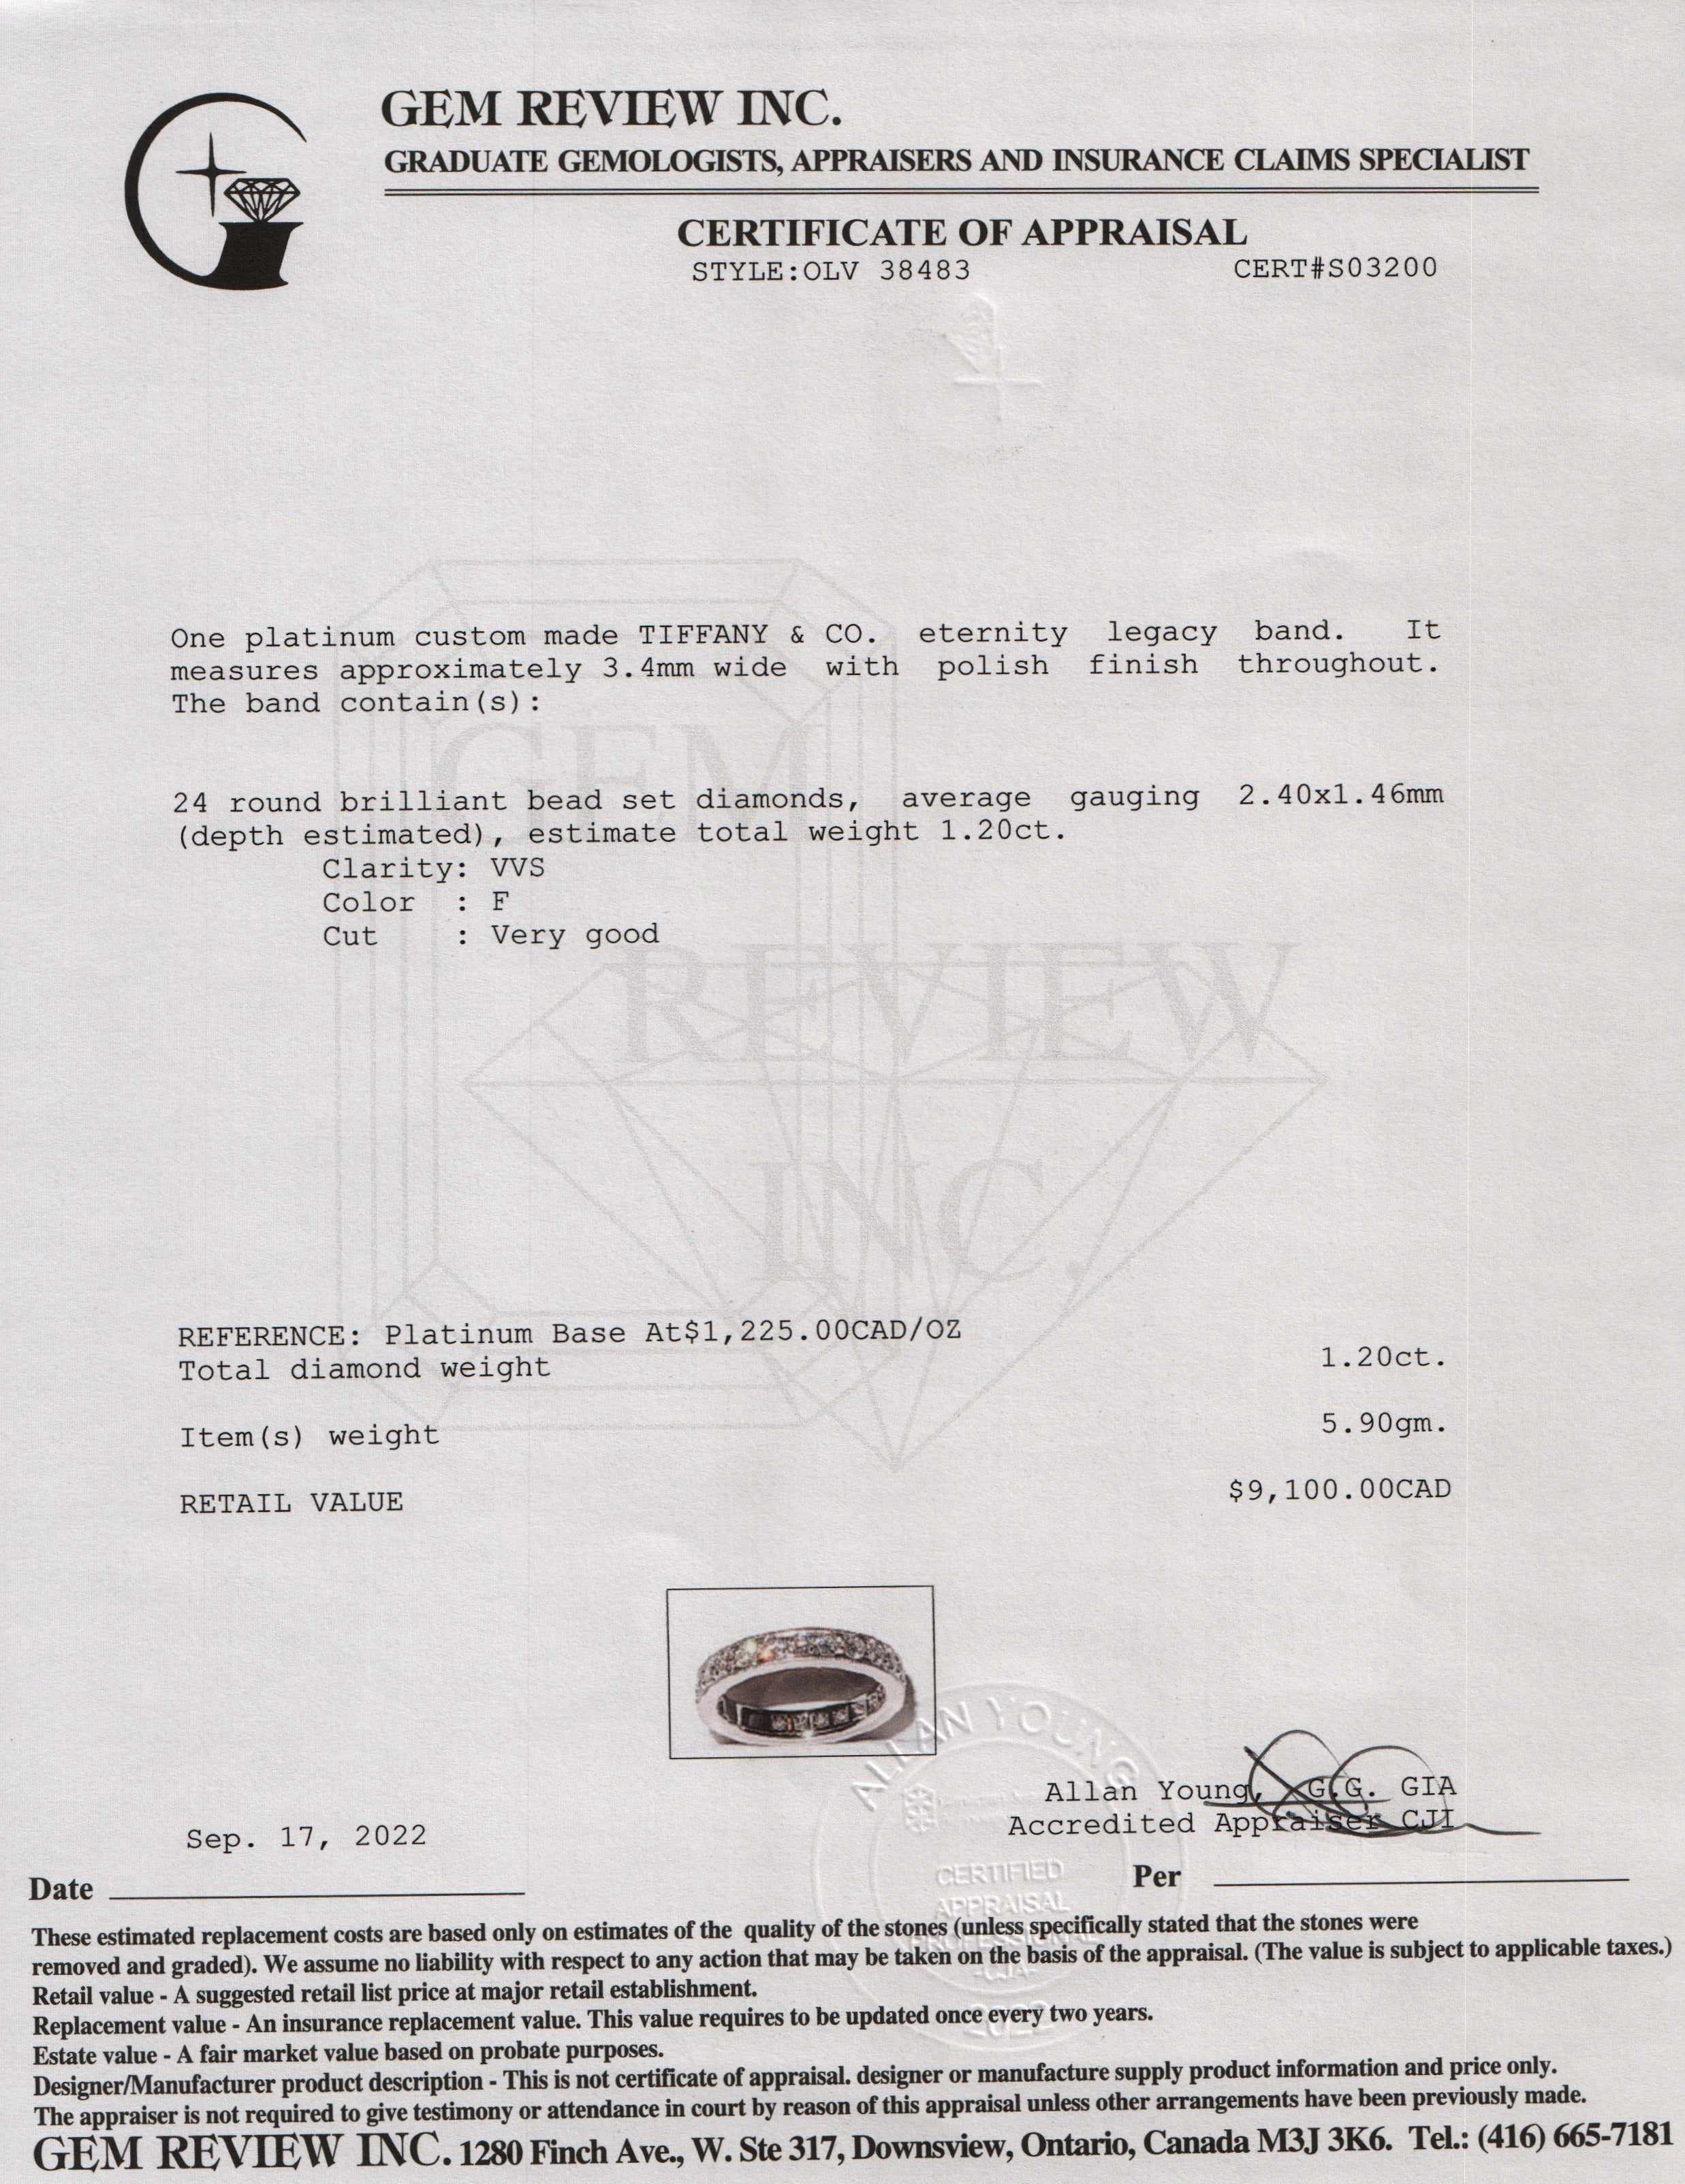 GEM REVIEW INC.
GRADUATE GEMOLOGISTS, APPRAISERS AND INSURANCE CLAIMS SPECIALIST
CERTIFICATE OF APPRAISAL
STYLE:OLV 38483 CERT#S03200
One platinum custom made TIFFANY & CO. eternity legacy band. It
measures approximately 3.4mm wide with polish finish throughout.
The band contain(s):
24 round brilliant bead set diamonds, average gauging 2.40x1.46mm
(depth estimated), estimate total weight 1.20ct.
Clarity: VVS
Color : F
Cut : Very good
GEM
REVIEW
INC.
REFERENCE: Platinum Base At$1,225.00CAD/OZ
Total diamond weight 1.20ct.
Item(s) weight 5.90gm.
RETAIL VALUE $9,100.00CAD
ALLAN YOUNG
Allan Young, G.G. GIA
Accredited Appraiser CJI
Sep. 17, 2022
CERTIFIED
APPRAISAL
PROFESSIONAL
2022
Date
Per
These estimated replacement costs are based only on estimates of the quality of the stones (unless specifically stated that the stones were
removed and graded). We assume no liability with respect to any action that may be taken on the basis of the appraisal. (The value is subject to applicable taxes.)
Retail value - A suggested retail list price at major retail establishment.
Replacement value - An insurance replacement value. This value requires to be updated once every two years.
Estate value - A fair market value based on probate purposes.
Designer/Manufacturer product description - This is not certificate of appraisal. designer or manufacture supply product information and price only.
The appraiser is not required to give testimony or attendance in court by reason of this appraisal unless other arrangements have been previously made.
GEM REVIEW INC. 1280 Finch Ave., W. Ste 317, Downsview, Ontario, Canada M3J 3K6. Tel.: (416) 665-7181